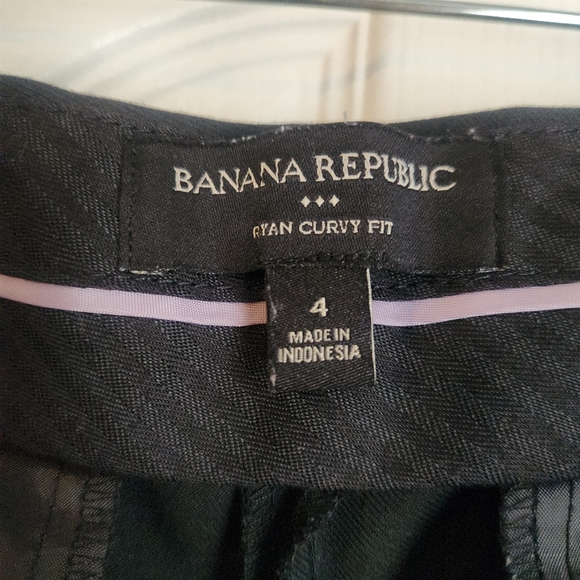 BANANA REPUBLIC
RYAN CURVY FIT
4
MADE IN
INDONESIA